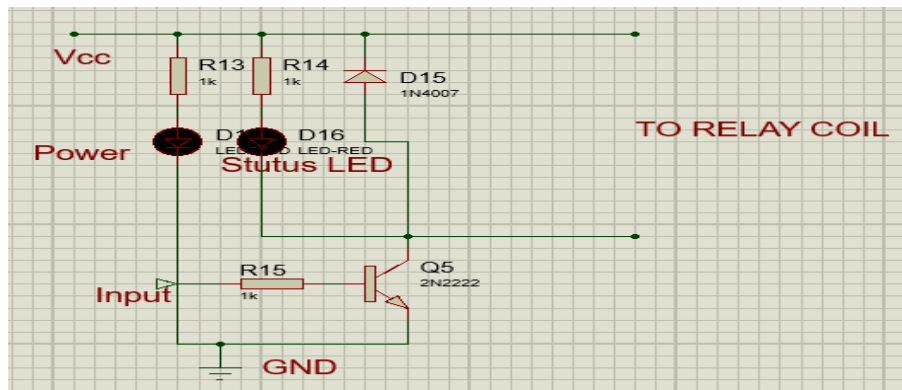 Vcc
R13
1k
R14
1k
D15
1N4007
TO RELAY COIL
Power
D16
LED-RED
Stutus LED
Input
R15
1k
Q5
2N2222
GND